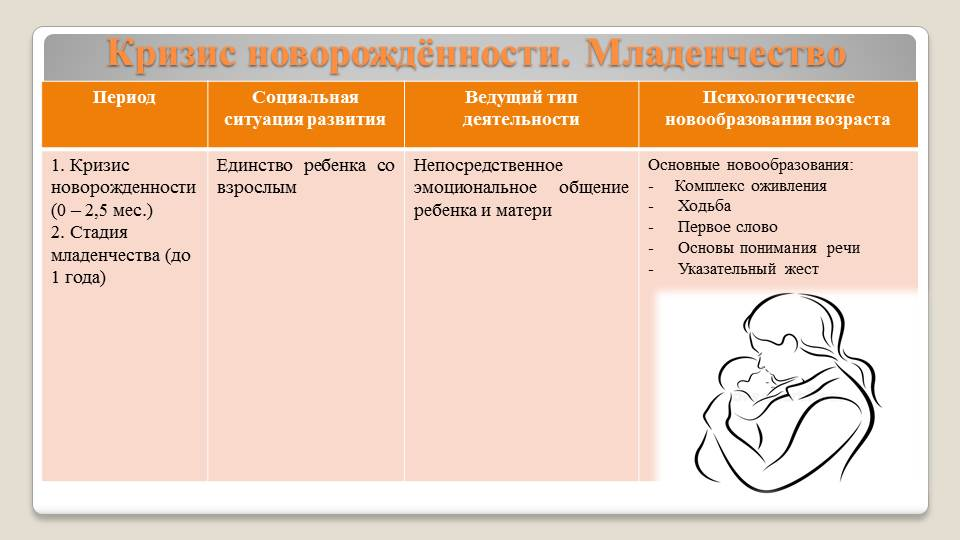 Кризис новорождённости. Младенчество
Период
Социальная
ситуация развития
Ведущий тип
деятельности
Психологические
новообразования возраста
1. Кризис
новорожденности
(0 – 2,5 мес.)
2. Стадия
младенчества (до
1 года)
Единство ребенка со
взрослым
Непосредственное
эмоциональное общение
ребенка и матери
Основные новообразования:
- Комплекс оживления
- Ходьба
- Первое слово
- Основы понимания речи
- Указательный жест